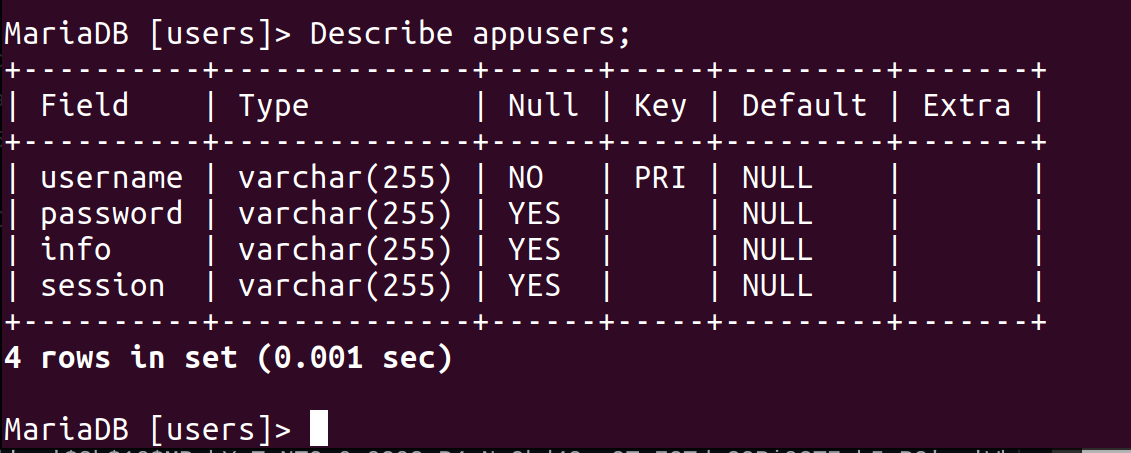 MariaDB [users]> Describe appusers;
+----------+--------------+------+-----+---------+-------+
| Field    | Type         | Null | Key | Default | Extra |
+----------+--------------+------+-----+---------+-------+
| username | varchar(255) | NO   | PRI | NULL    |       |
| password | varchar(255) | YES  |     | NULL    |       |
| info     | varchar(255) | YES  |     | NULL    |       |
| session  | varchar(255) | YES  |     | NULL    |       |
+----------+--------------+------+-----+---------+-------+
4 rows in set (0.001 sec)
MariaDB [users]>